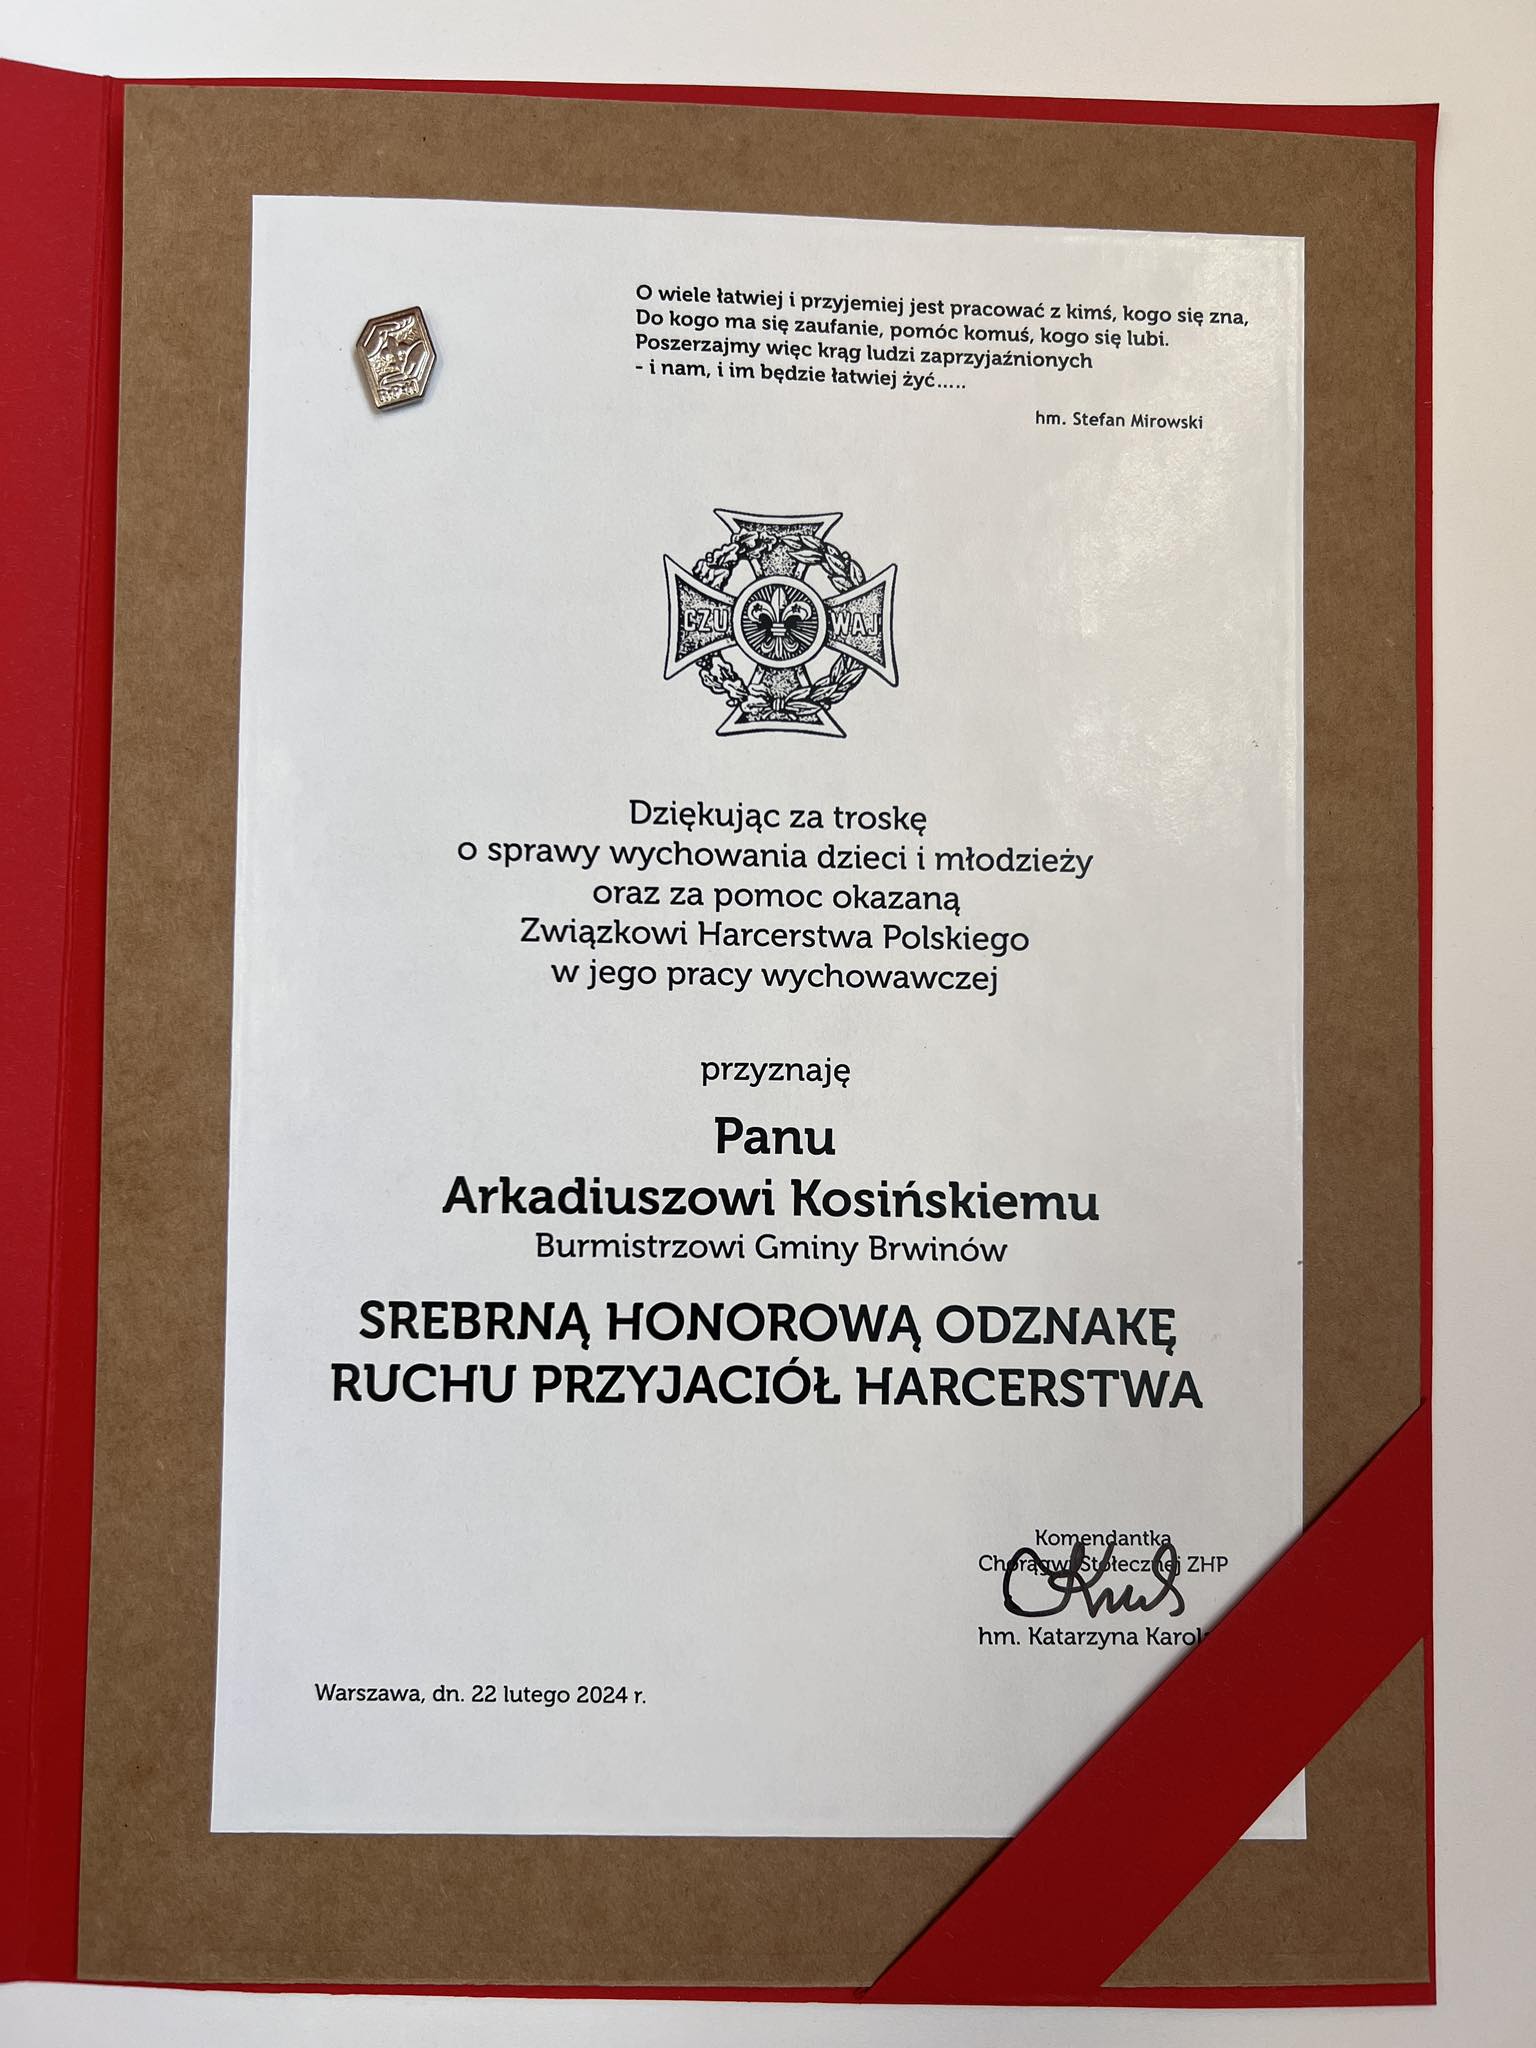 O wiele łatwiej i przyjemiej jest pracować z kimś, kogo się zna,
Do kogo ma się zaufanie, pomóc komuś, kogo się lubi.
Poszerzajmy więc krąg ludzi zaprzyjaźnionych
- i nam, i im będzie łatwiej żyć.....
hm. Stefan Mirowski
CZU WAJ
Dziękując za troskę
o sprawy wychowania dzieci i młodzieży
oraz za pomoc okazaną
Związkowi Harcerstwa Polskiego
w jego pracy wychowawczej
przyznaję
Panu
Arkadiuszowi Kosińskiemu
Burmistrzowi Gminy Brwinów
SREBRNĄ HONOROWĄ ODZNAKĘ
RUCHU PRZYJACIÓŁ HARCERSTWA
Komendantka
Chorągwi Stołecznej ZHP
hm. Katarzyna
Warszawa, dn. 22 lutego 2024 r.